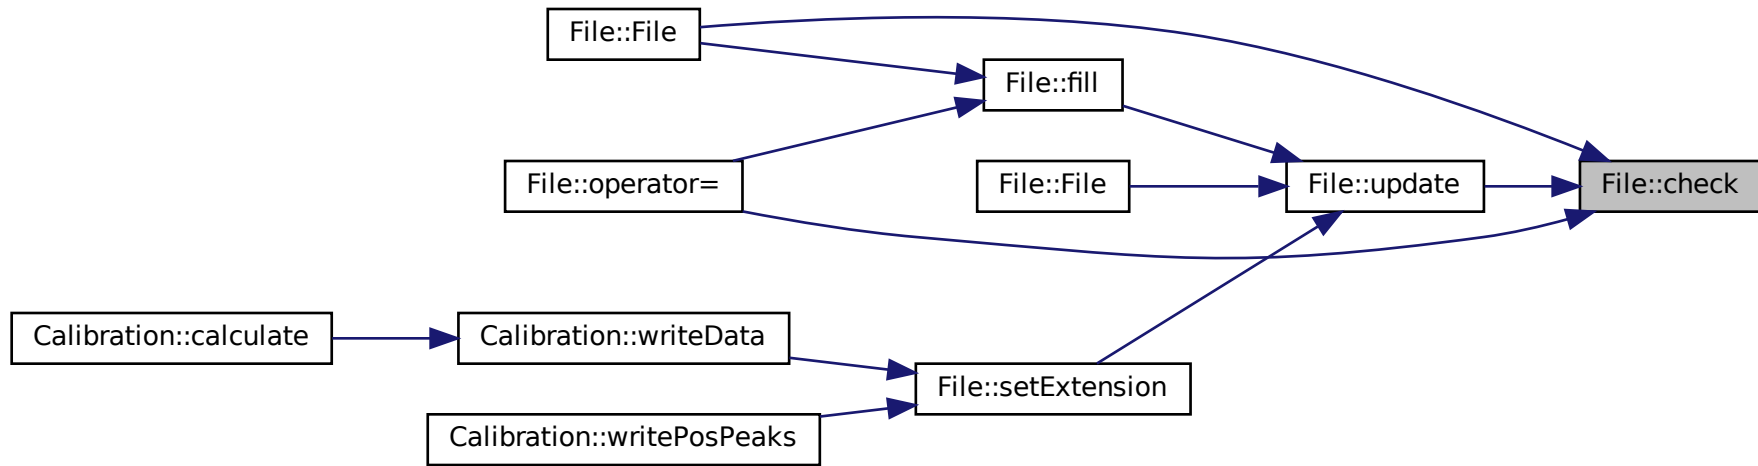 File::File
File::fill
File::operator=
File::File
File::update
File::check
Calibration::calculate
Calibration::writeData
File::setExtension
Calibration::writePosPeaks